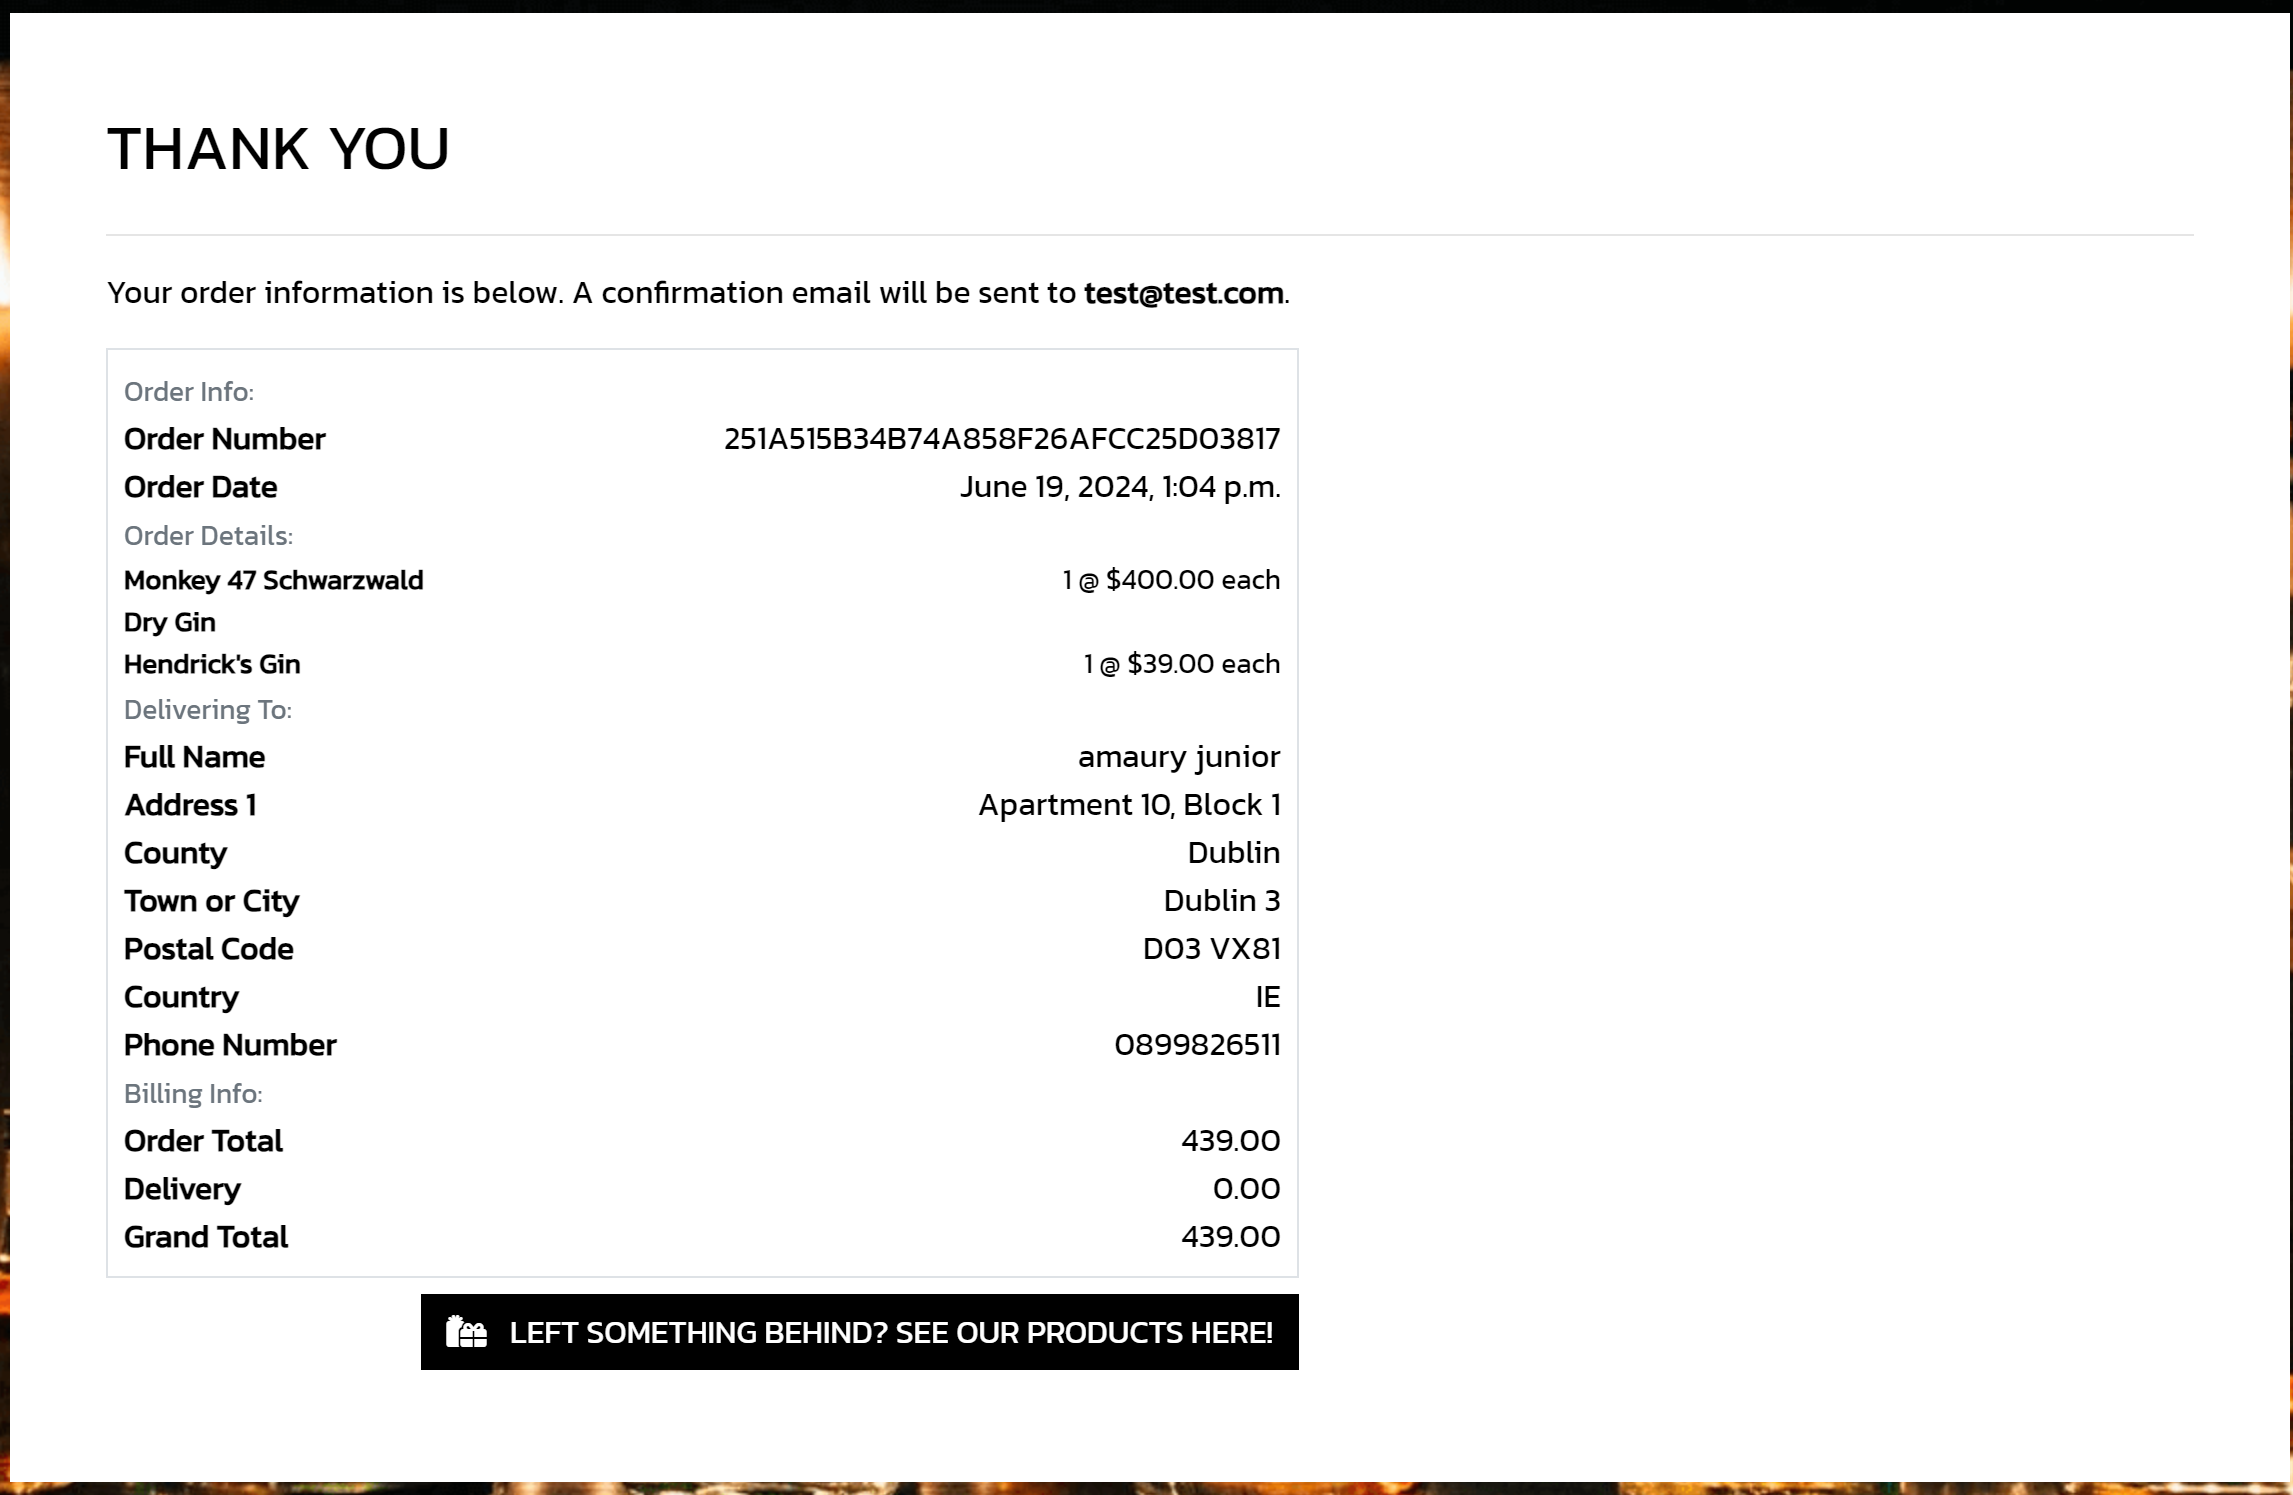 THANK YOU
Your order information is below. A confirmation email will be sent to test@test.com.
Order Info:
Order Number 251A515B34B74A858F26AFCC25D03817
Order Date June 19, 2024, 1:04 p.m.
Order Details:
Monkey 47 Schwarzwald 1 @ $400.00 each
Dry Gin
Hendrick's Gin 1 @ $39.00 each
Delivering To:
Full Name amaury junior
Address 1 Apartment 10, Block 1
County Dublin
Town or City Dublin 3
Postal Code D03 VX81
Country IE
Phone Number 0899826511
Billing Info:
Order Total 439.00
Delivery 0.00
Grand Total 439.00
LEFT SOMETHING BEHIND? SEE OUR PRODUCTS HERE!